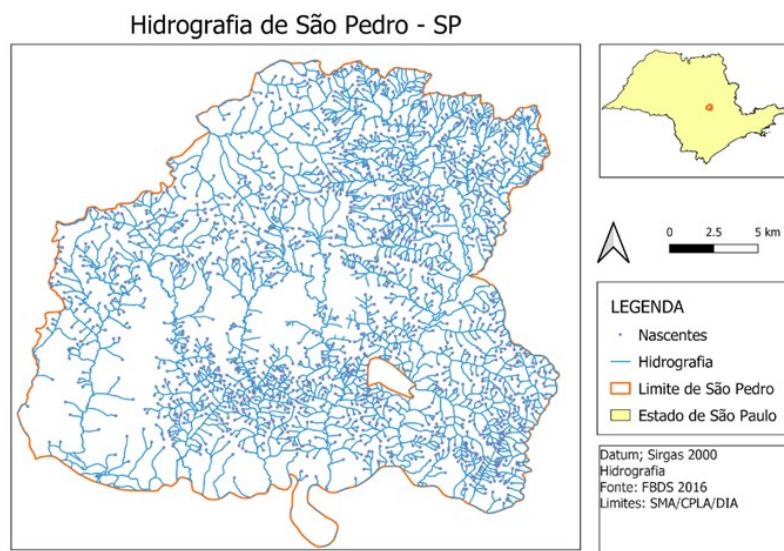 Hidrografia de São Pedro - SP
0 2.5 5 km
LEGENDA
Nascentes
Hidrografia
Limite de São Pedro
Estado de São Paulo
Datum; Sirgas 2000
Hidrografia
Fonte: FBDS 2016
Limites: SMA/CPLA/DIA